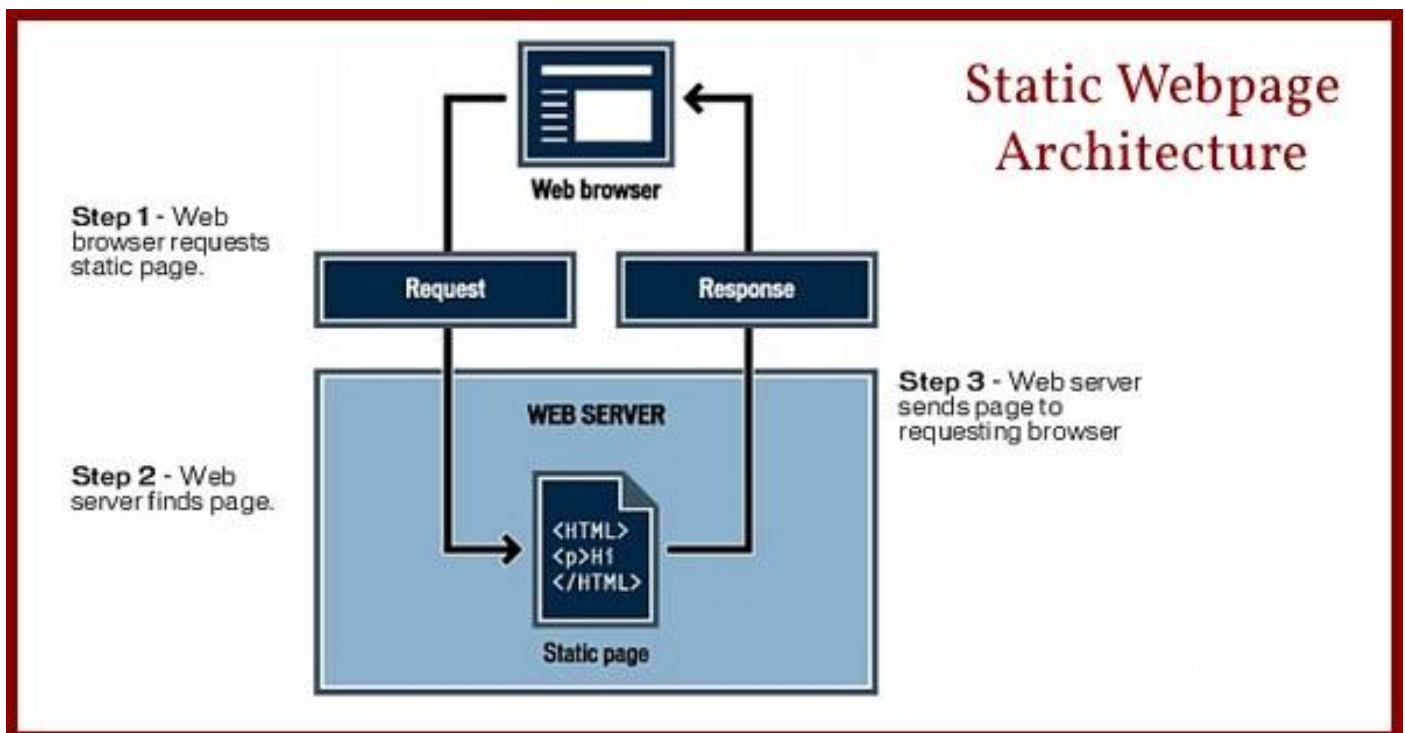 Static Webpage
Architecture
Web browser
Step 1 - Web
browser requests
static page.
Request
Response
WEB SERVER
Step 3 - Web server
sends page to
requesting browser
Step 2 - Web
server finds page.
<HTML>
<p>Hi
</HTML>
Static page